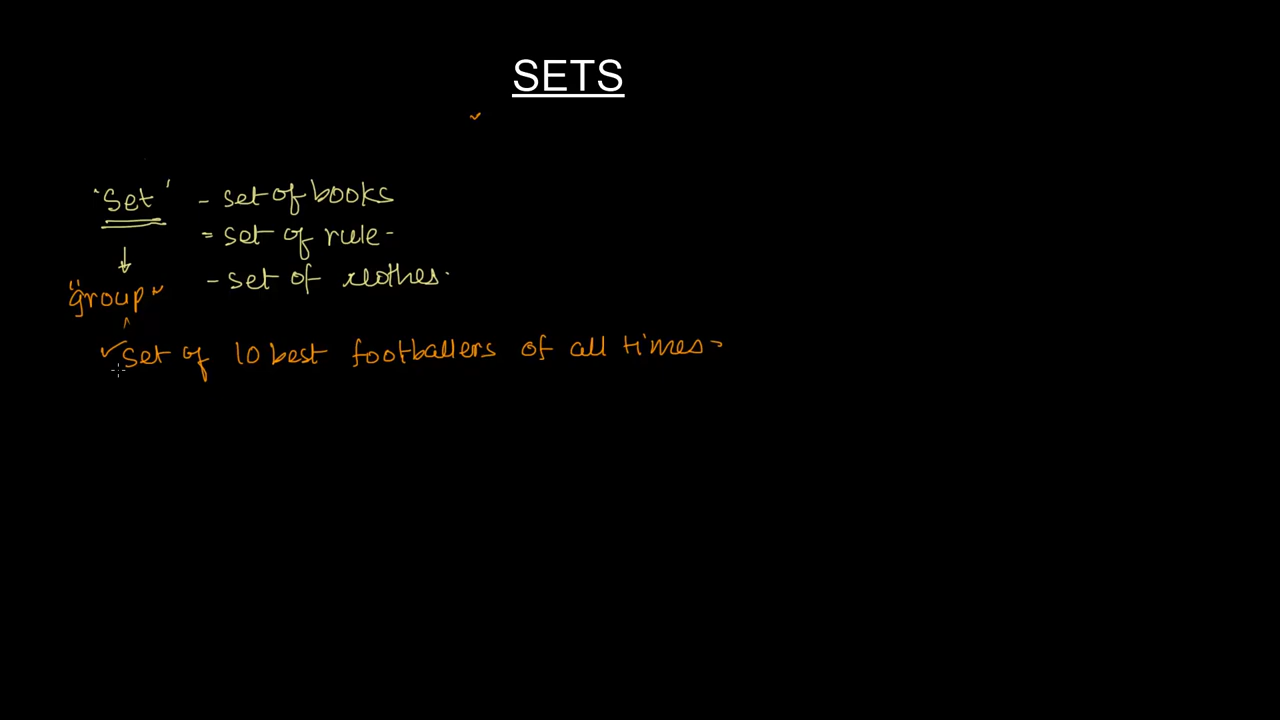 SETS
'Set' - set of books
= set of rule-
- set of clothes.
"group"
✓set of 10 best footballers of all times-